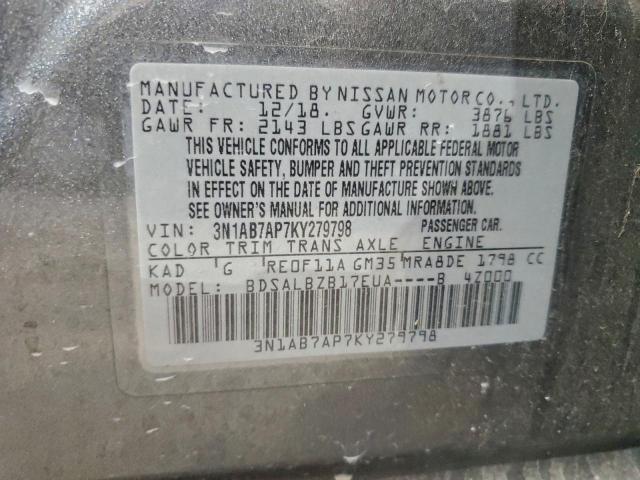 MANUFACTURED BY NISSAN MOTOR CO., LTD.
DATE: 12/18. GVWR: 3876 LBS
GAWR FR: 2143 LBS GAWR RR: 1881 LBS
THIS VEHICLE CONFORMS TO ALL APPLICABLE FEDERAL MOTOR
VEHICLE SAFETY, BUMPER AND THEFT PREVENTION STANDARDS
IN EFFECT ON THE DATE OF MANUFACTURE SHOWN ABOVE.
SEE OWNER'S MANUAL FOR ADDITIONAL INFORMATION.
VIN: 3N1AB7AP7KY279798 PASSENGER CAR.
COLOR TRIM TRANS AXLE ENGINE
KAD G RE0F11A GM35 MRA8DE 1798 CC
MODEL: BDSALBZB17EUA----B 4Z000
3N1AB7AP7KY279798